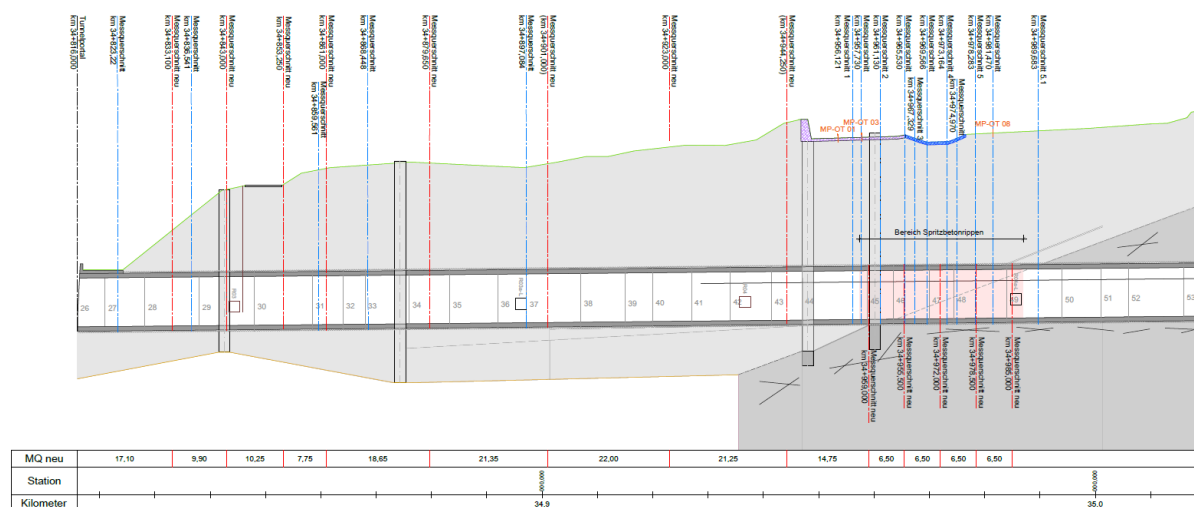 Tunnelportal
km 34+816,000
Messquerschnitt
km 34+823,22
Messquerschnitt neu
km 34+833,100
Messquerschnitt
km 34+836,541
Messquerschnitt neu
km 34+843,000
Messquerschnitt neu
km 34+853,250
Messquerschnitt
km 34+859,561
Messquerschnitt neu
km 34+861,000
Messquerschnitt
km 34+868,448
Messquerschnitt neu
km 34+879,650
Messquerschnitt
km 34+897,084
Messquerschnitt neu
(km 34+901,000)
Messquerschnitt neu
km 34+923,000
Messquerschnitt neu
(km 34+944,250)
Messquerschnitt 1
km 34+956,121
Messquerschnitt
km 34+957,730
Messquerschnitt 2
km 34+961,130
Messquerschnitt
km 34+965,530
Messquerschnitt 3
km 34+967,329
Messquerschnitt
km 34+969,566
Messquerschnitt 4
km 34+973,164
Messquerschnitt
km 34+974,970
Messquerschnitt 5
km 34+978,283
Messquerschnitt
km 34+981,470
Messquerschnitt 5.1
km 34+989,683
MP-OT 01
MP-OT 03
MP-OT 08
Bereich Spritzbetonrippen
26 27 28 29 30 31 32 33 34 35 36 37 38 39 40 41 42 43 44 45 46 47 48 49 50 51 52 53
Messquerschnitt neu
km 34+959,000
Messquerschnitt neu
km 34+965,500
Messquerschnitt neu
km 34+972,000
Messquerschnitt neu
km 34+978,500
Messquerschnitt neu
km 34+985,000
MQ neu 17,10 9,90 10,25 7,75 18,65 21,35 22,00 21,25 14,75 6,50 6,50 6,50 6,50
Station
Kilometer 34.9 35.0